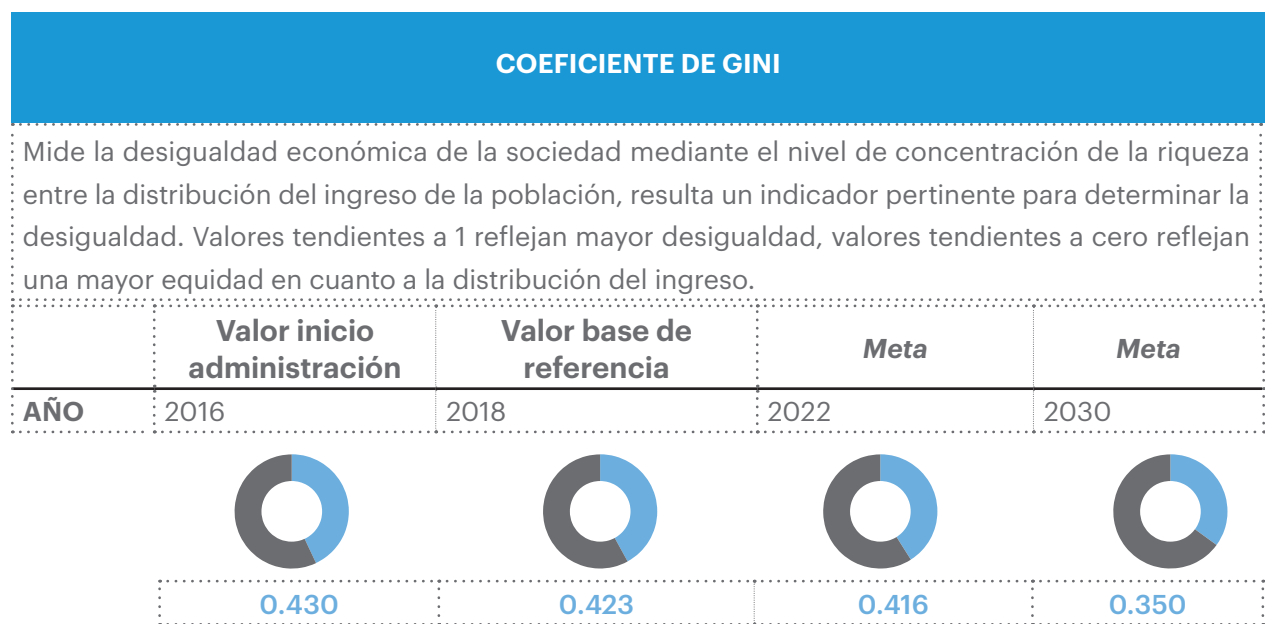 COEFICIENTE DE GINI
Mide la desigualdad económica de la sociedad mediante el nivel de concentración de la riqueza
entre la distribución del ingreso de la población, resulta un indicador pertinente para determinar la
desigualdad. Valores tendientes a 1 reflejan mayor desigualdad, valores tendientes a cero reflejan
una mayor equidad en cuanto a la distribución del ingreso.
Valor inicio administración Valor base de referencia Meta Meta
AÑO 2016 2018 2022 2030
0.430 0.423 0.416 0.350